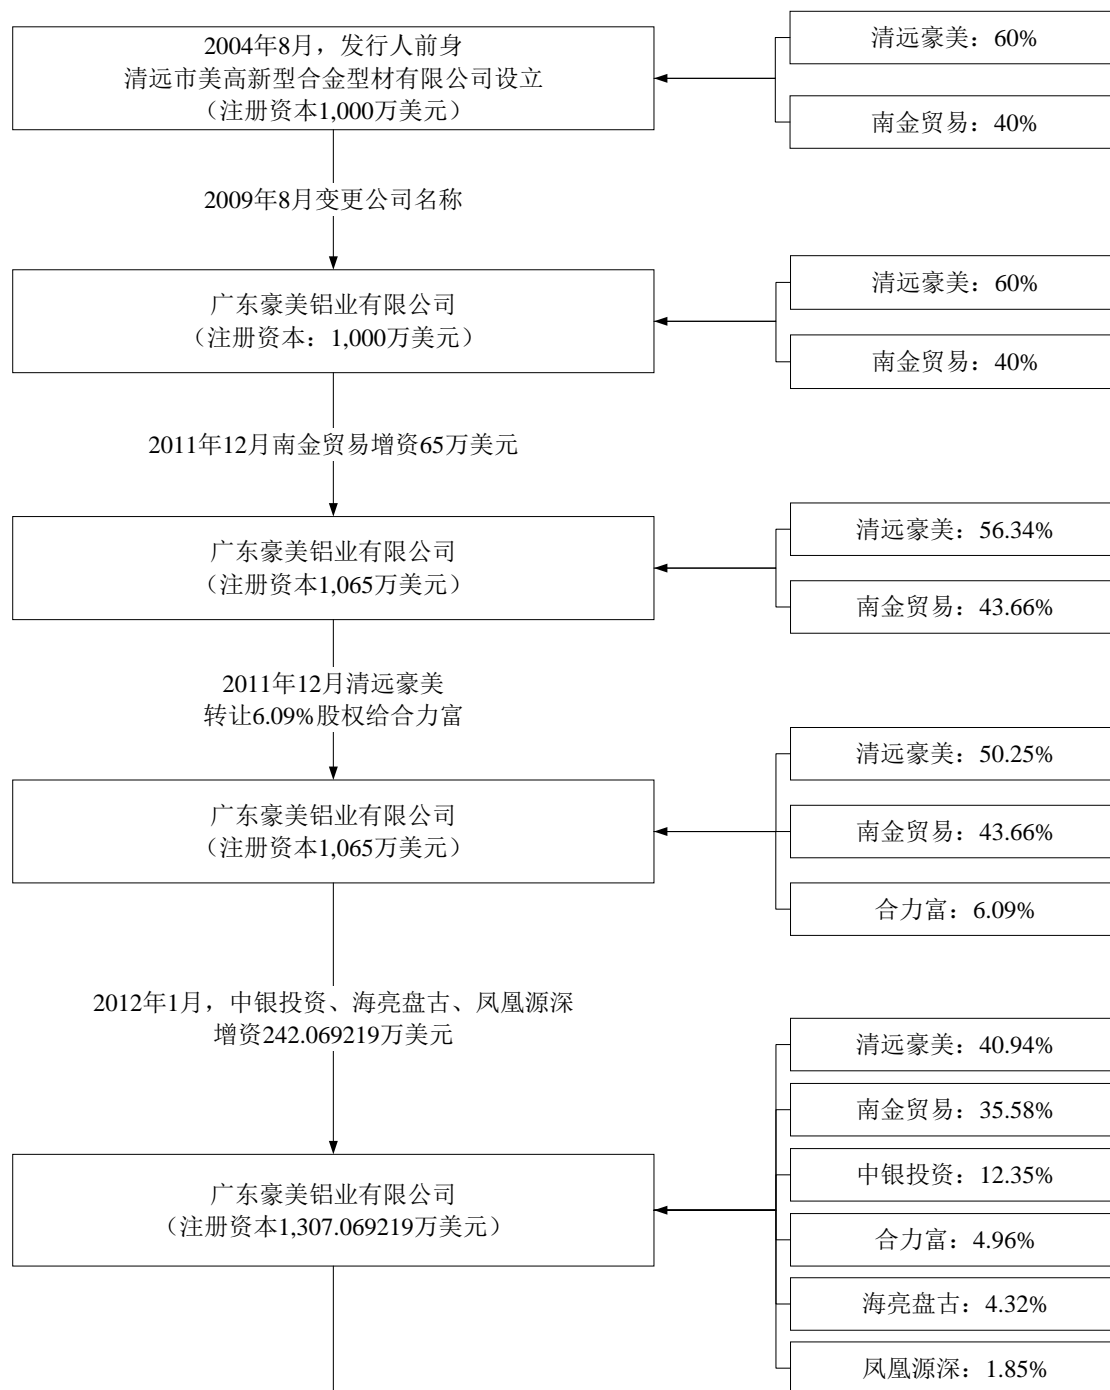 2004年8月，发行人前身
清远市美高新型合金型材有限公司设立
（注册资本1,000万美元）
清远豪美：60%
南金贸易：40%
2009年8月变更公司名称
广东豪美铝业有限公司
（注册资本：1,000万美元）
清远豪美：60%
南金贸易：40%
2011年12月南金贸易增资65万美元
广东豪美铝业有限公司
（注册资本1,065万美元）
清远豪美：56.34%
南金贸易：43.66%
2011年12月清远豪美
转让6.09%股权给合力富
广东豪美铝业有限公司
（注册资本1,065万美元）
清远豪美：50.25%
南金贸易：43.66%
合力富：6.09%
2012年1月，中银投资、海亮盘古、凤凰源深
增资242.069219万美元
广东豪美铝业有限公司
（注册资本1,307.069219万美元）
清远豪美：40.94%
南金贸易：35.58%
中银投资：12.35%
合力富：4.96%
海亮盘古：4.32%
凤凰源深：1.85%